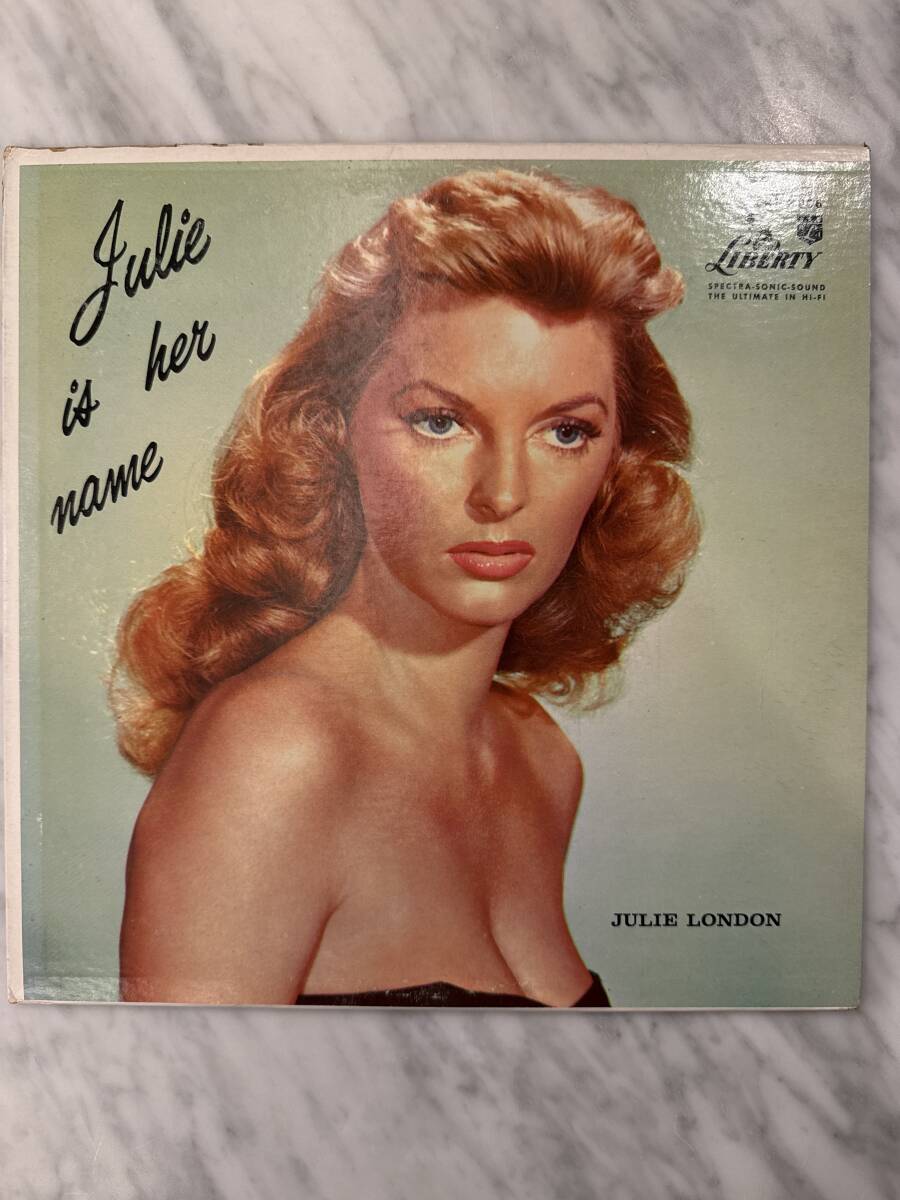 Julie
is her
name
LIBERTY
SPECTRA-SONIC-SOUND
THE ULTIMATE IN HI-FI
JULIE LONDON